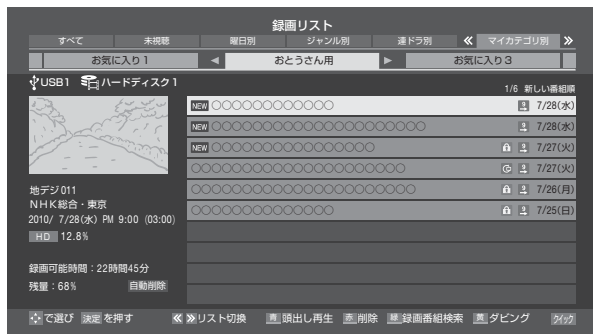 録画リスト
すべて 未視聴 曜日別 ジャンル別 連ドラ別 ≪ マイカテゴリ別 ≫
お気に入り1 ◀ おとうさん用 ▶ お気に入り3
USB1 ハードディスク1
1/6 新しい番組順
NEW ○○○○○○○○○○○○ 7/28(水)
NEW ○○○○○○○○○○○○○○○○○○○○○ 7/28(水)
NEW ○○○○○○○○○○○○○○○○ 7/27(火)
○○○○○○○○○○○○○○○○○○○○○ G 7/27(火)
○○○○○○○○○○○○○○○○○○○○○○ 7/26(月)
○○○○○○○○○○○○○○ 7/25(日)
地デジ011
NHK総合・東京
2010/ 7/28(水) PM 9:00 (03:00)
HD 12.8%
録画可能時間:22時間45分
残量:68% 自動削除
で選び 決定 を押す ≪ ≫リスト切換 青 頭出し再生 赤 削除 緑 録画番組検索 黄 ダビング クイック